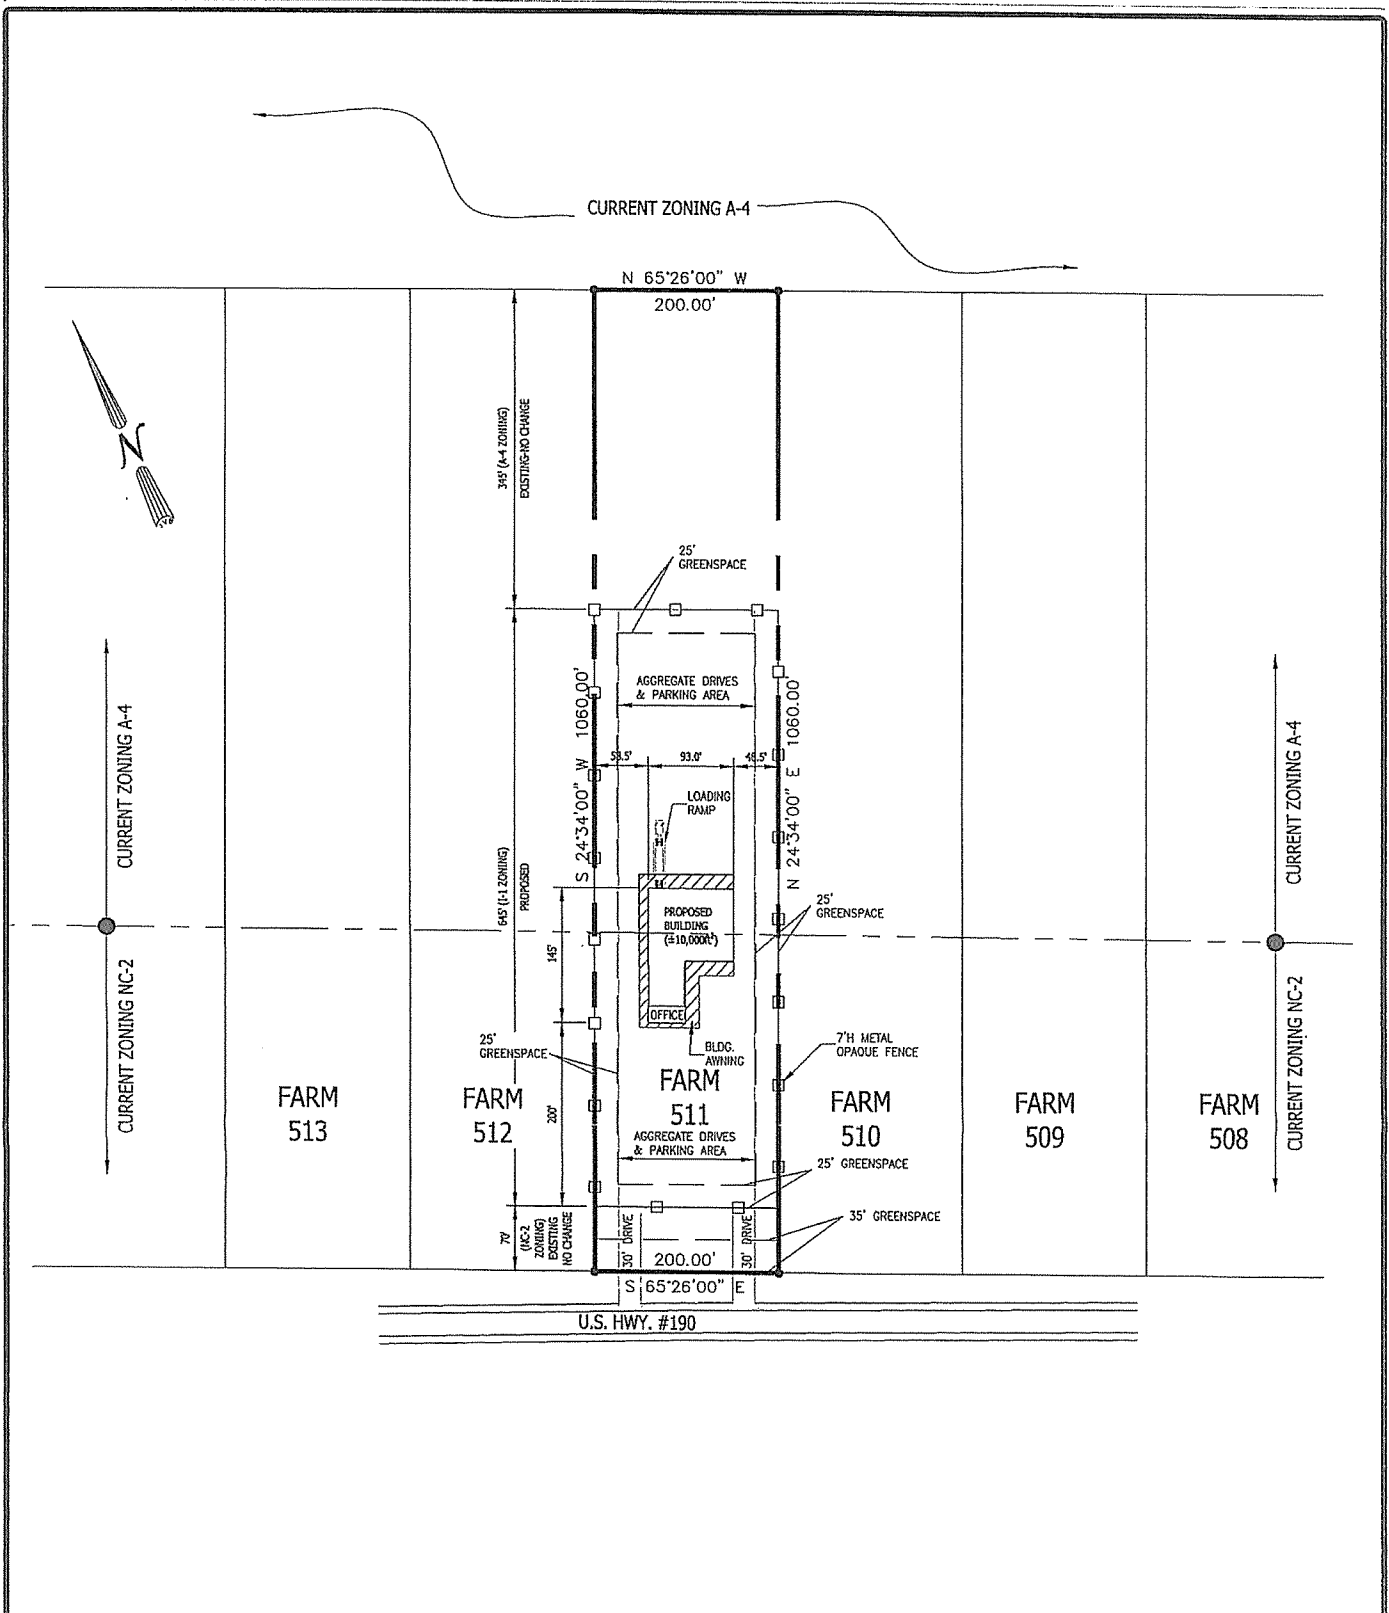 CURRENT ZONING A-4
N 65°26'00" W
200.00'
N
345' (A-4 ZONING)
EXISTING-NO CHANGE
25'
GREENSPACE
AGGREGATE DRIVES
& PARKING AREA
S 24°34'00" W 1060.00'
N 24°34'00" E 1060.00'
93.0'
LOADING
RAMP
CURRENT ZONING A-4
CURRENT ZONING A-4
645' (I-1 ZONING)
PROPOSED
145'
PROPOSED
BUILDING
(±10,000ft²)
25'
GREENSPACE
OFFICE
BLDG.
AWNING
25'
GREENSPACE
7'H METAL
OPAQUE FENCE
CURRENT ZONING NC-2
CURRENT ZONING NC-2
200'
FARM
513
FARM
512
FARM
511
FARM
510
FARM
509
FARM
508
AGGREGATE DRIVES
& PARKING AREA
25' GREENSPACE
35' GREENSPACE
70'
(NC-2
ZONING)
EXISTING
NO CHANGE
30' DRIVE
30' DRIVE
200.00'
S 65°26'00" E
U.S. HWY. #190